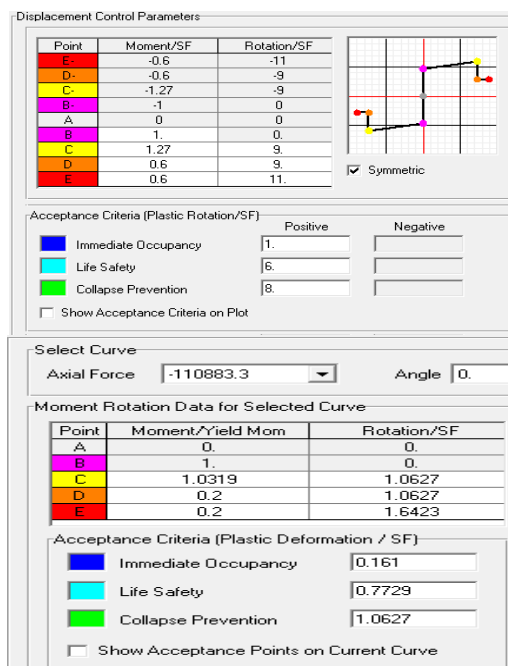 Displacement Control Parameters
Point Moment/SF Rotation/SF
E- -0.6 -11
D- -0.6 -9
C- -1.27 -9
B- -1 0
A 0 0
B 1. 0.
C 1.27 9.
D 0.6 9.
E 0.6 11.
Symmetric
Acceptance Criteria (Plastic Rotation/SF)
Positive Negative
Immediate Occupancy 1.
Life Safety 6.
Collapse Prevention 8.
Show Acceptance Criteria on Plot
Select Curve
Axial Force -110883.3 Angle 0.
Moment Rotation Data for Selected Curve
Point Moment/Yield Mom Rotation/SF
A 0. 0.
B 1. 0.
C 1.0319 1.0627
D 0.2 1.0627
E 0.2 1.6423
Acceptance Criteria (Plastic Deformation / SF)
Immediate Occupancy 0.161
Life Safety 0.7729
Collapse Prevention 1.0627
Show Acceptance Points on Current Curve